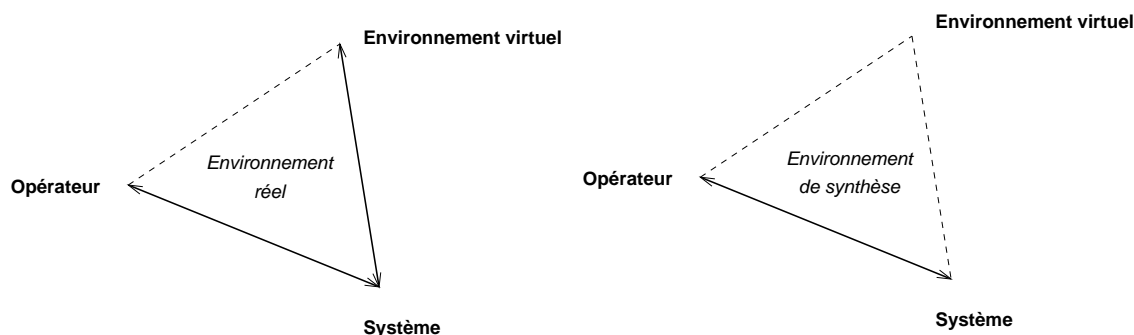 Environnement virtuel
Environnement
réel
Opérateur
Système
Environnement virtuel
Environnement
de synthèse
Opérateur
Système